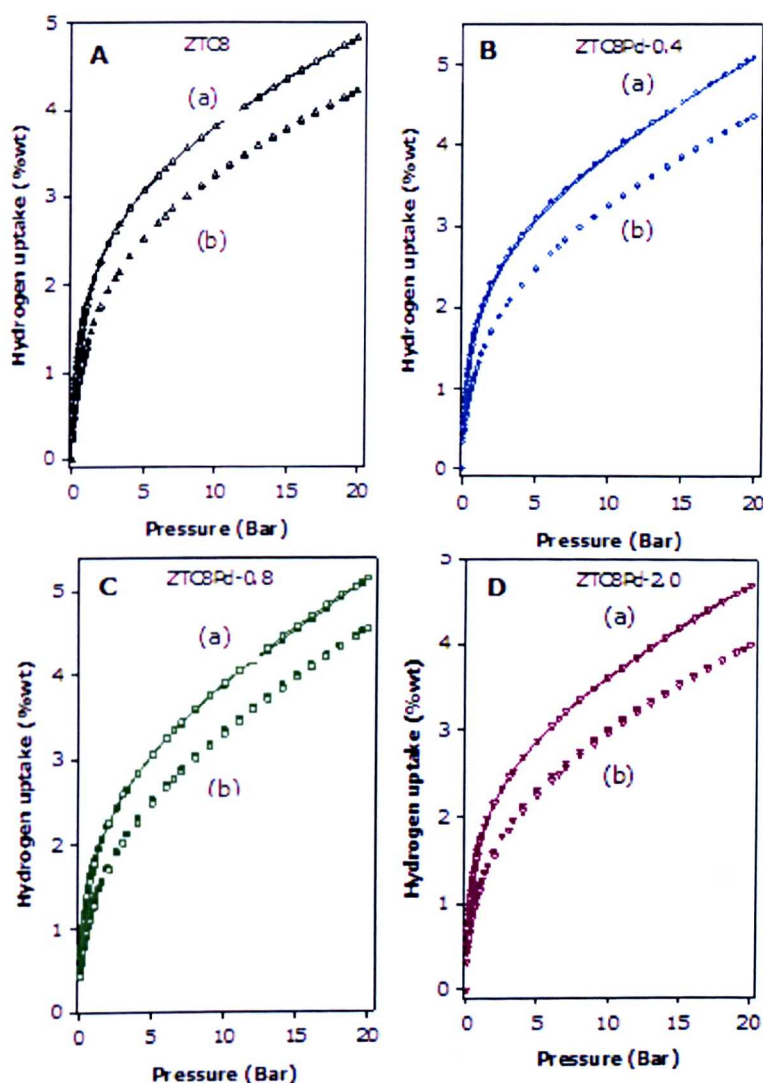 A
ZTC8
(a)
(b)
5
4
3
2
1
0
0 5 10 15 20
Hydrogen uptake (%wt)
Pressure (Bar)
B
ZTC8Pd-0.4
(a)
(b)
5
4
3
2
1
0
0 5 10 15 20
Hydrogen uptake (%wt)
Pressure (Bar)
C
ZTC8Pd-0.8
(a)
(b)
5
4
3
2
1
0
0 5 10 15 20
Hydrogen uptake (%wt)
Pressure (Bar)
D
ZTC8Pd-2.0
(a)
(b)
5
4
3
2
1
0
0 5 10 15 20
Hydrogen uptake (%wt)
Pressure (Bar)